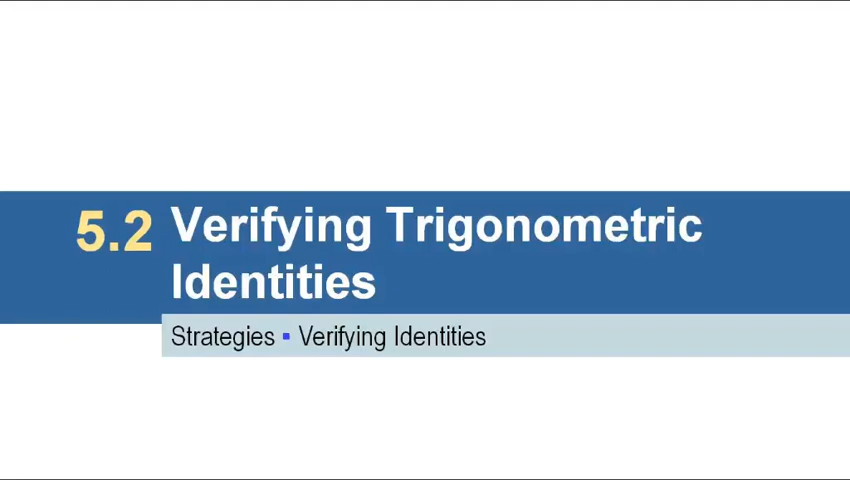 5.2 Verifying Trigonometric
Identities
Strategies ▪ Verifying Identities